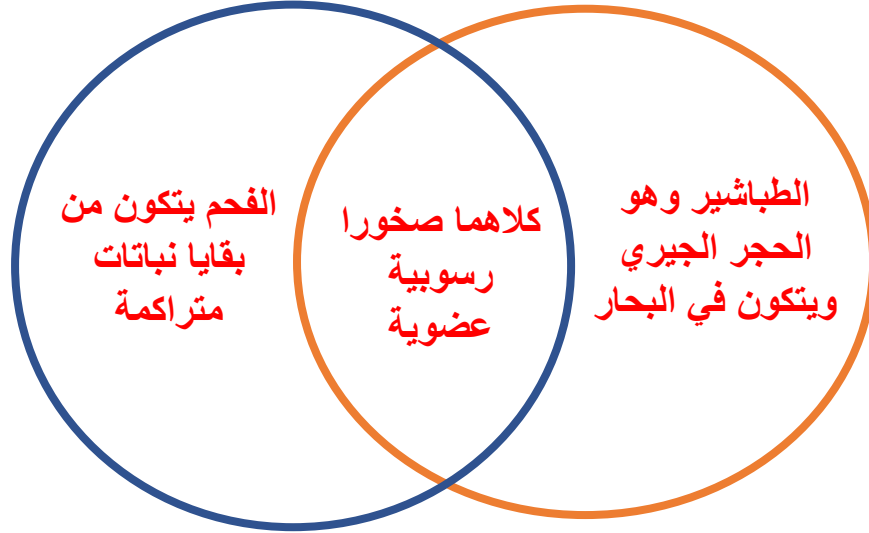 الطباشير وهو
الحجر الجيري
ويتكون في البحار
كلاهما صخورا
رسوبية
عضوية
الفحم يتكون من
بقايا نباتات
متراكمة